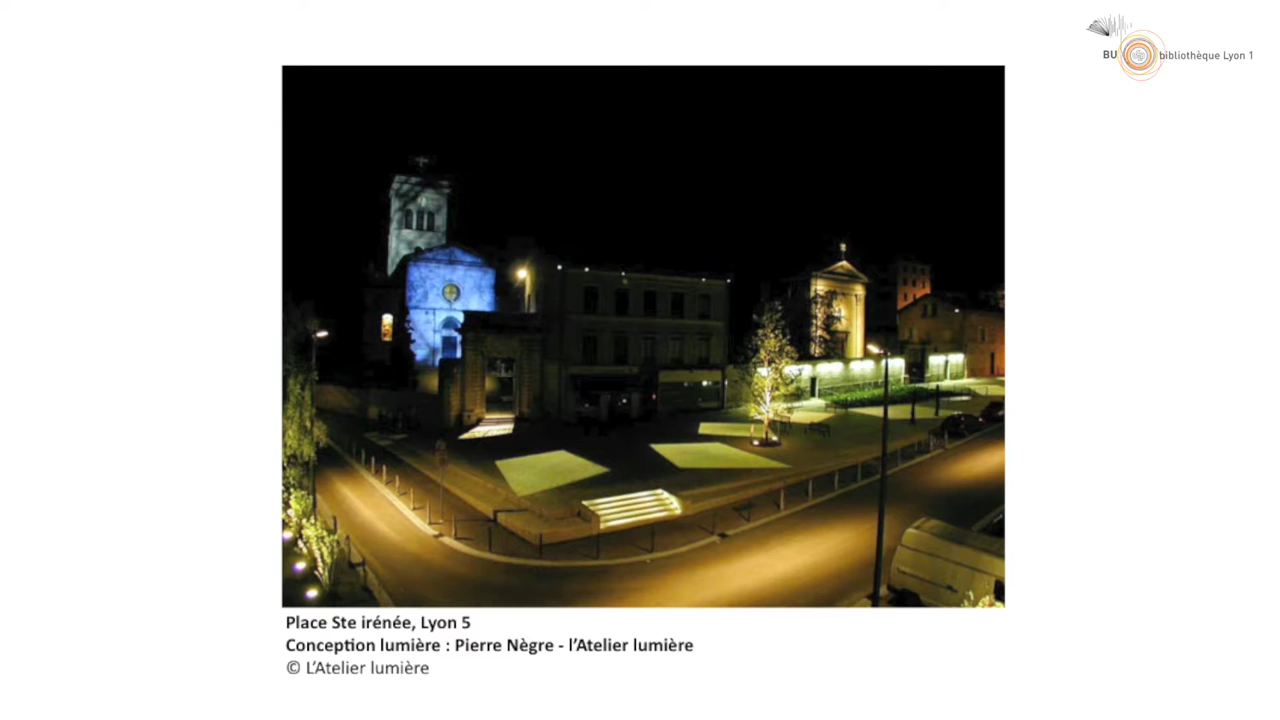 BU bibliothèque Lyon 1
Place Ste irénée, Lyon 5
Conception lumière : Pierre Nègre - l’Atelier lumière
© L’Atelier lumière